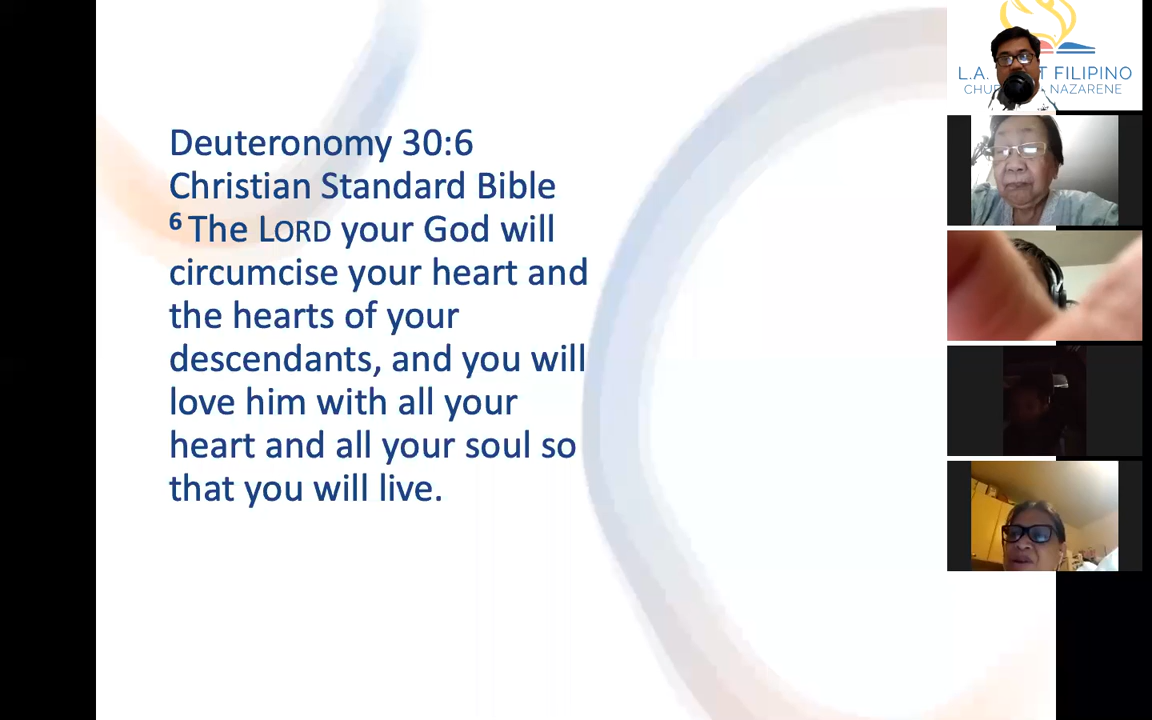 Deuteronomy 30:6
Christian Standard Bible
6 The LORD your God will
circumcise your heart and
the hearts of your
descendants, and you will
love him with all your
heart and all your soul so
that you will live.
L.A. FILIPINO
NAZARENE